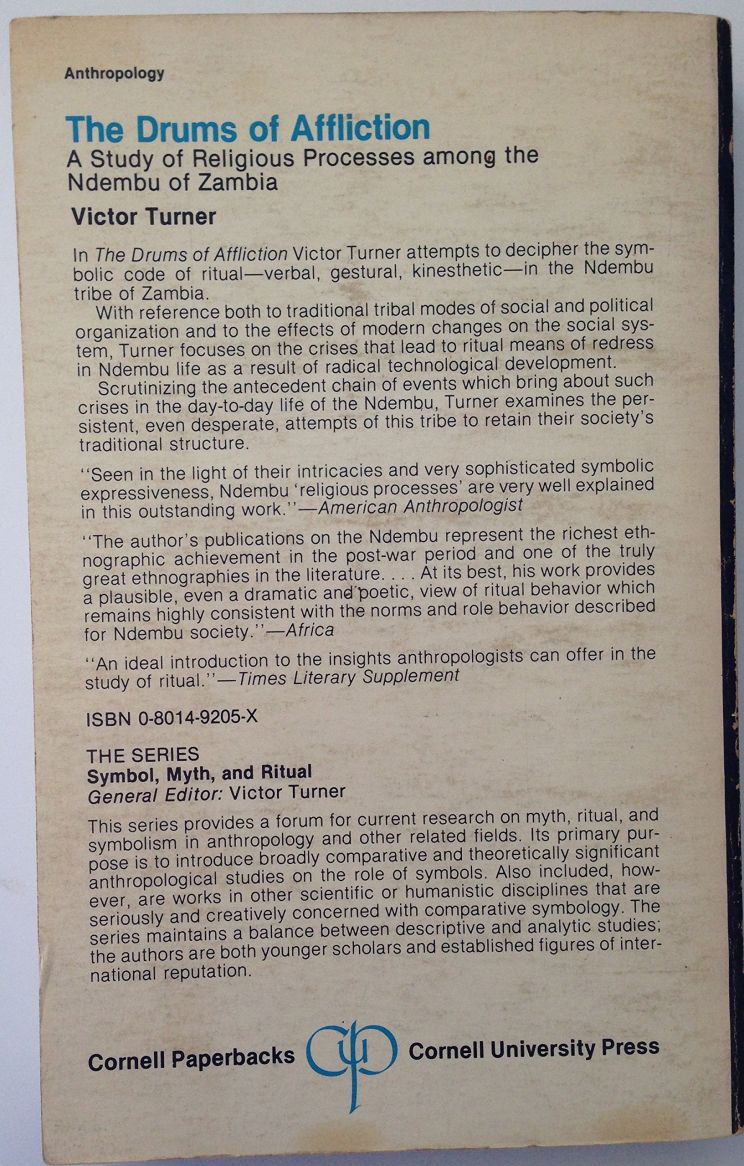 Anthropology
The Drums of Affliction
A Study of Religious Processes among the
Ndembu of Zambia
Victor Turner
In The Drums of Affliction Victor Turner attempts to decipher the sym-
bolic code of ritual—verbal, gestural, kinesthetic—in the Ndembu
tribe of Zambia.
With reference both to traditional tribal modes of social and political
organization and to the effects of modern changes on the social sys-
tem, Turner focuses on the crises that lead to ritual means of redress
in Ndembu life as a result of radical technological development.
Scrutinizing the antecedent chain of events which bring about such
crises in the day-to-day life of the Ndembu, Turner examines the per-
sistent, even desperate, attempts of this tribe to retain their society's
traditional structure.
''Seen in the light of their intricacies and very sophisticated symbolic
expressiveness, Ndembu 'religious processes' are very well explained
in this outstanding work.''—American Anthropologist
''The author's publications on the Ndembu represent the richest eth-
nographic achievement in the post-war period and one of the truly
great ethnographies in the literature. . . . At its best, his work provides
a plausible, even a dramatic and poetic, view of ritual behavior which
remains highly consistent with the norms and role behavior described
for Ndembu society.''—Africa
''An ideal introduction to the insights anthropologists can offer in the
study of ritual.''—Times Literary Supplement
ISBN 0-8014-9205-X
THE SERIES
Symbol, Myth, and Ritual
General Editor: Victor Turner
This series provides a forum for current research on myth, ritual, and
symbolism in anthropology and other related fields. Its primary pur-
pose is to introduce broadly comparative and theoretically significant
anthropological studies on the role of symbols. Also included, how-
ever, are works in other scientific or humanistic disciplines that are
seriously and creatively concerned with comparative symbology. The
series maintains a balance between descriptive and analytic studies;
the authors are both younger scholars and established figures of inter-
national reputation.
Cornell Paperbacks cup Cornell University Press